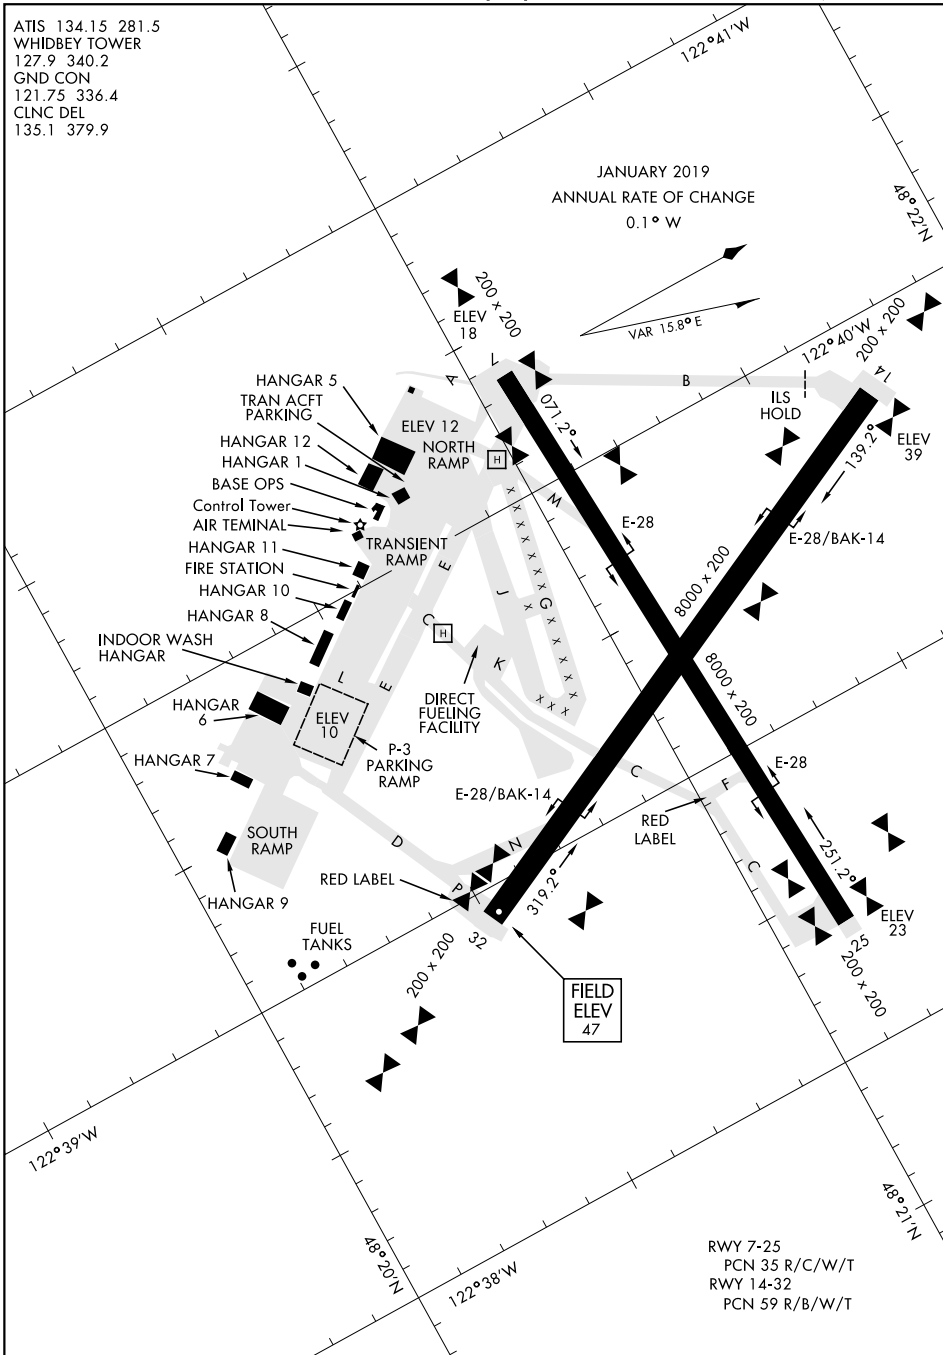 ATIS 134.15 281.5
WHIDBEY TOWER
127.9 340.2
GND CON
121.75 336.4
CLNC DEL
135.1 379.9
122°41'W
JANUARY 2019
ANNUAL RATE OF CHANGE
0.1° W
48°22'N
VAR 15.8° E
200 x 200
ELEV
18
122°40'W
200 x 200
14
ILS
HOLD
ELEV
39
139.2°
A
B
071.2°
HANGAR 5
TRAN ACFT
PARKING
HANGAR 12
HANGAR 1
BASE OPS
Control Tower
AIR TEMINAL
HANGAR 11
FIRE STATION
HANGAR 10
HANGAR 8
INDOOR WASH
HANGAR
HANGAR
6
HANGAR 7
HANGAR 9
ELEV 12
NORTH
RAMP
H
TRANSIENT
RAMP
E
M
E-28
E-28/BAK-14
8000 x 200
J
G
x x x x x x x x x
x
x x x x x
x x x
C
H
K
L
E
ELEV
10
P-3
PARKING
RAMP
DIRECT
FUELING
FACILITY
8000 x 200
E-28
E-28/BAK-14
C
F
RED
LABEL
C
251.2°
ELEV
23
25
200 x 200
SOUTH
RAMP
D
N
P
RED LABEL
319.2°
32
200 x 200
FUEL
TANKS
FIELD
ELEV
47
122°39'W
48°20'N
122°38'W
48°21'N
RWY 7-25
PCN 35 R/C/W/T
RWY 14-32
PCN 59 R/B/W/T